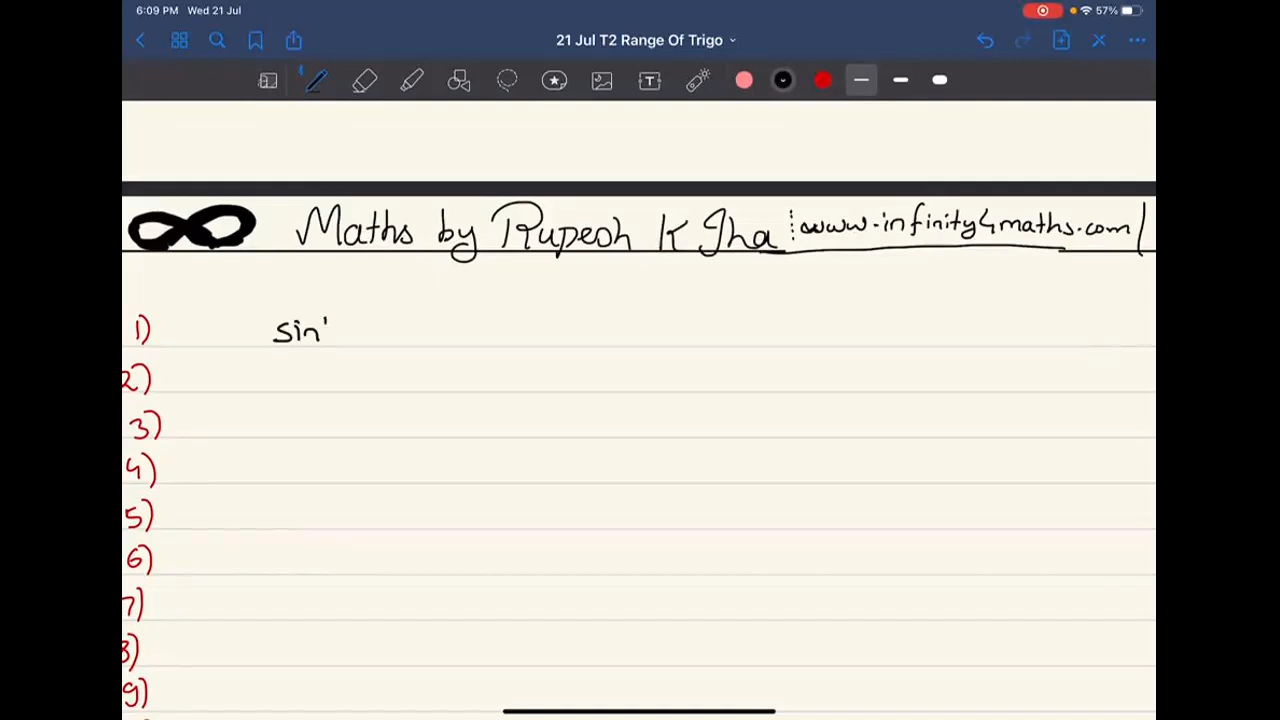 6:09 PM Wed 21 Jul 57%
21 Jul T2 Range Of Trigo
Maths by Rupesh K Jha www.infinity4maths.com
1) sin'
2)
3)
4)
5)
6)
7)
8)
9)